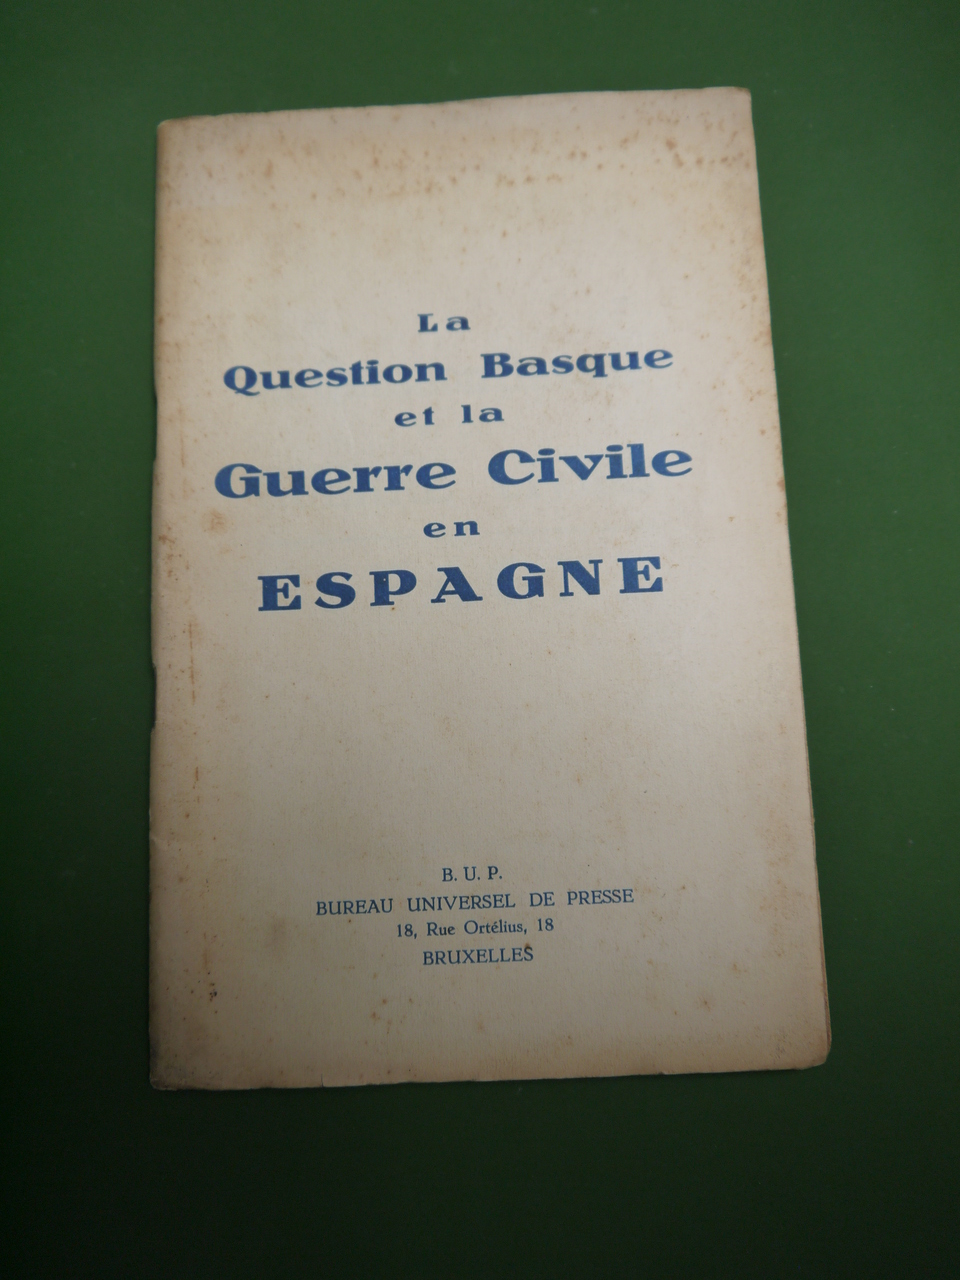 La
Question Basque
et la
Guerre Civile
en
ESPAGNE
B. U. P.
BUREAU UNIVERSEL DE PRESSE
18, Rue Ortélius, 18
BRUXELLES